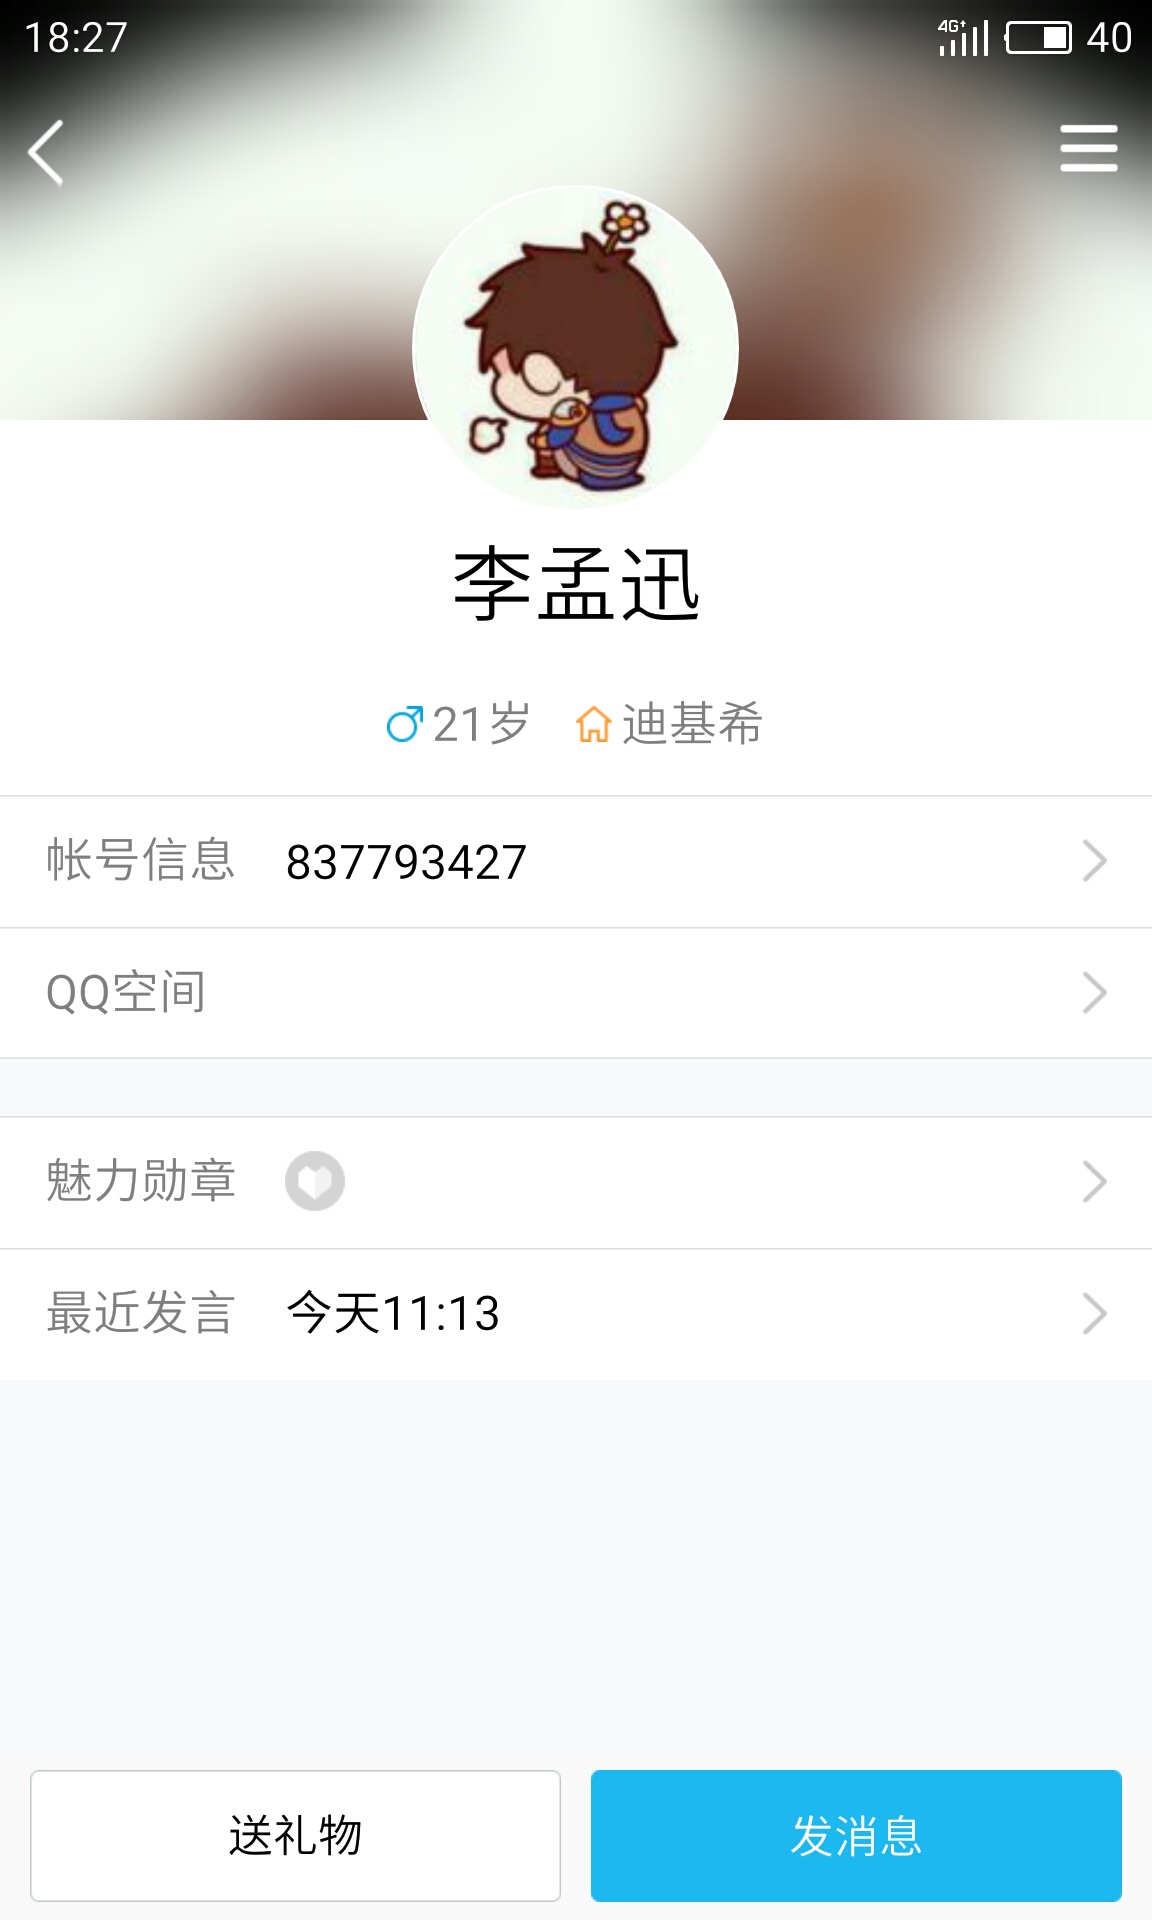 18:27 4G 40
李孟迅
21岁 迪基希
帐号信息 837793427
QQ空间
魅力勋章
最近发言 今天11:13
送礼物 发消息